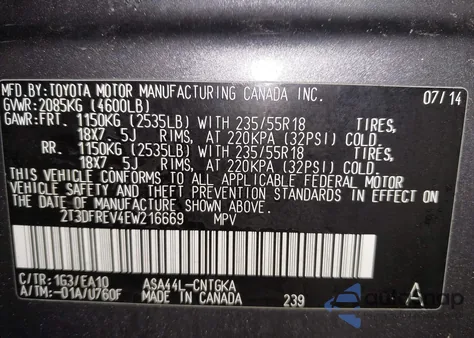 MFD.BY: TOYOTA MOTOR MANUFACTURING CANADA INC. 07/14
GVWR: 2085KG (4600LB)
GAWR: FRT. 1150KG (2535LB) WITH 235/55R18 TIRES,
18X7. 5J RIMS, AT 220KPA (32PSI) COLD.
RR. 1150KG (2535LB) WITH 235/55R18 TIRES,
18X7. 5J RIMS, AT 220KPA (32PSI) COLD.
THIS VEHICLE CONFORMS TO ALL APPLICABLE FEDERAL MOTOR
VEHICLE SAFETY AND THEFT PREVENTION STANDARDS IN EFFECT ON
THE DATE OF MANUFACTURE SHOWN ABOVE.
2T3DFREV4EW216669 MPV
C/TR: 1G3/EA10 ASA44L-CNTGKA A
A/TM: -01A/U760F MADE IN CANADA 239